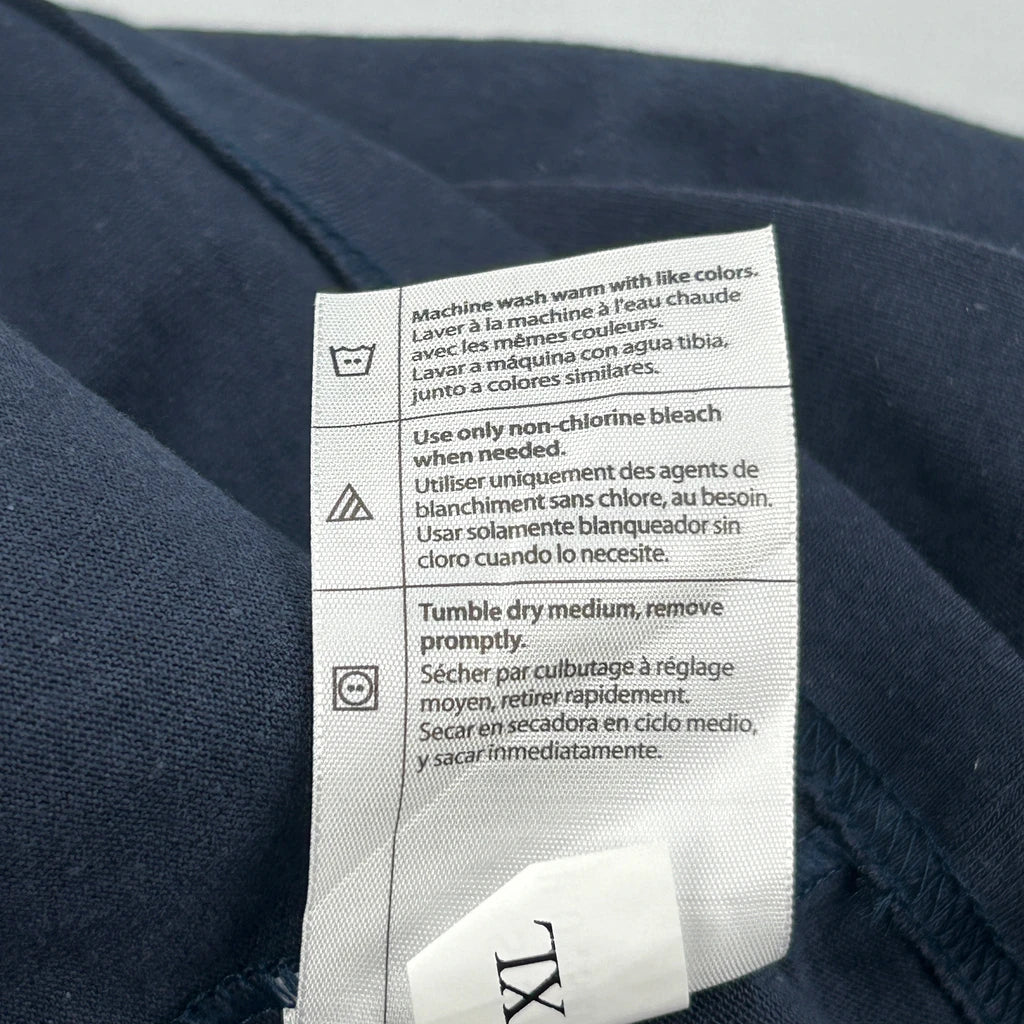 Machine wash warm with like colors.
Laver à la machine à l'eau chaude
avec les mêmes couleurs.
Lavar a máquina con agua tibia,
junto a colores similares.
Use only non-chlorine bleach
when needed.
Utiliser uniquement des agents de
blanchiment sans chlore, au besoin.
Usar solamente blanqueador sin
cloro cuando lo necesite.
Tumble dry medium, remove
promptly.
Sécher par culbutage à réglage
moyen, retirer rapidement.
Secar en secadora en ciclo medio,
y sacar inmediatamente.
XL